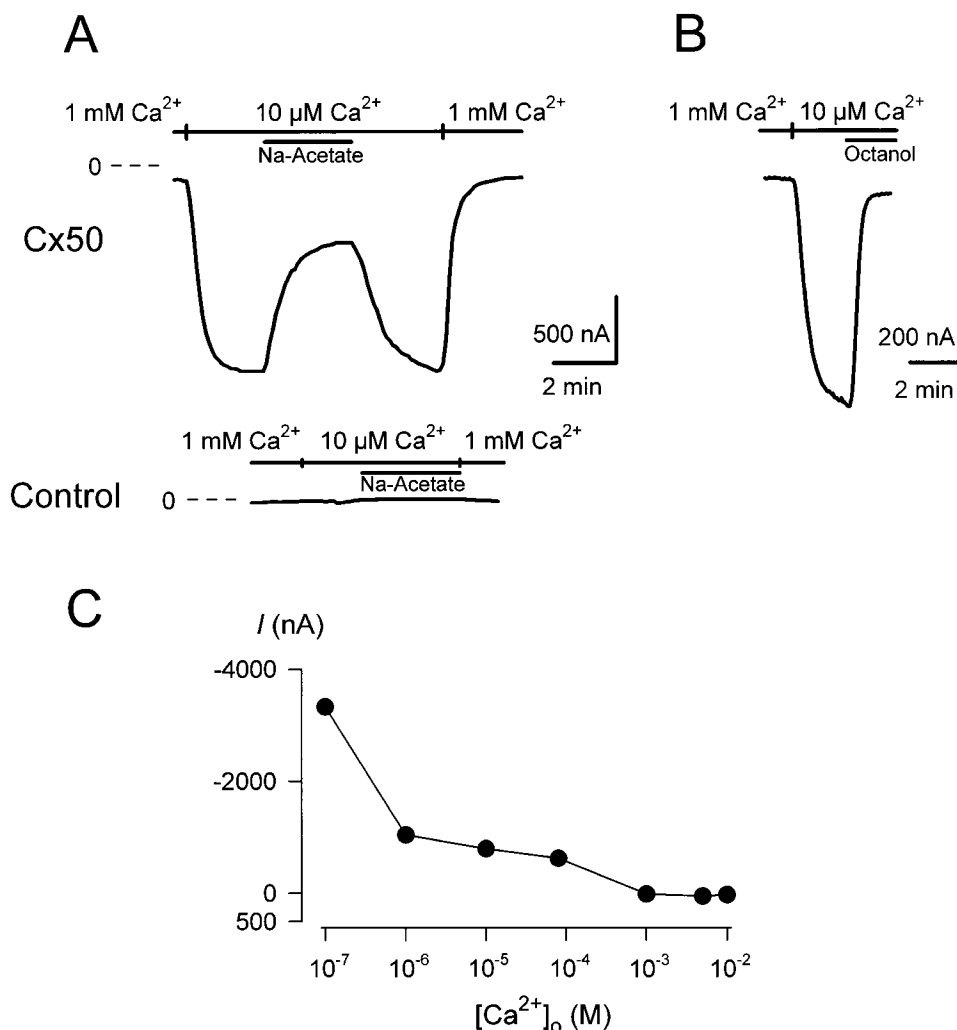 A
1 mM Ca²⁺ 10 µM Ca²⁺ 1 mM Ca²⁺
Na-Acetate
0
Cx50
500 nA
2 min
1 mM Ca²⁺ 10 µM Ca²⁺ 1 mM Ca²⁺
Na-Acetate
Control 0
B
1 mM Ca²⁺ 10 µM Ca²⁺
Octanol
200 nA
2 min
C
I (nA)
-4000
-2000
0
500
10⁻⁷ 10⁻⁶ 10⁻⁵ 10⁻⁴ 10⁻³ 10⁻²
[Ca²⁺]ₒ (M)